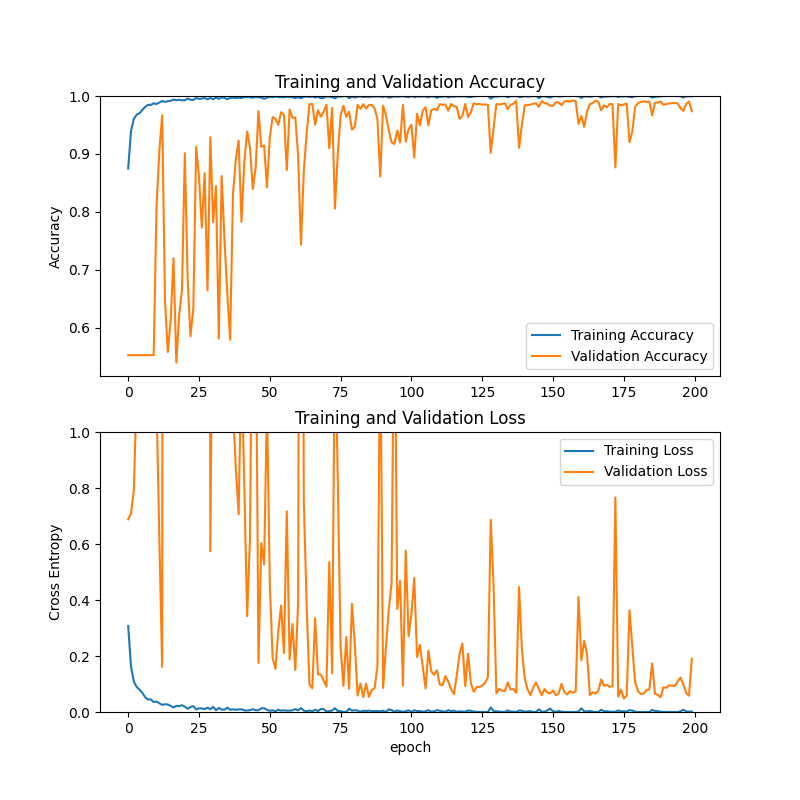 Training and Validation Accuracy
1.0
0.9
0.8
0.7
0.6
Accuracy
Training Accuracy
Validation Accuracy
0 25 50 75 100 125 150 175 200
Training and Validation Loss
1.0
0.8
0.6
0.4
0.2
0.0
Cross Entropy
Training Loss
Validation Loss
0 25 50 75 100 125 150 175 200
epoch